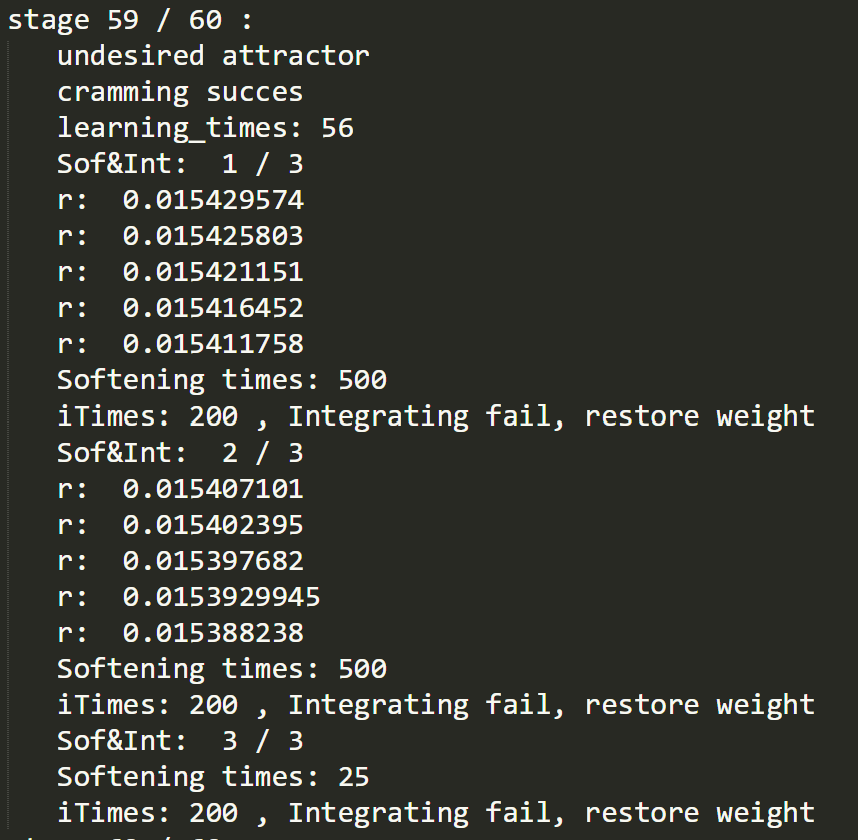 stage 59 / 60 :
undesired attractor
cramming succes
learning_times: 56
Sof&Int:  1 / 3
r:  0.015429574
r:  0.015425803
r:  0.015421151
r:  0.015416452
r:  0.015411758
Softening times: 500
iTimes: 200 , Integrating fail, restore weight
Sof&Int:  2 / 3
r:  0.015407101
r:  0.015402395
r:  0.015397682
r:  0.0153929945
r:  0.015388238
Softening times: 500
iTimes: 200 , Integrating fail, restore weight
Sof&Int:  3 / 3
Softening times: 25
iTimes: 200 , Integrating fail, restore weight